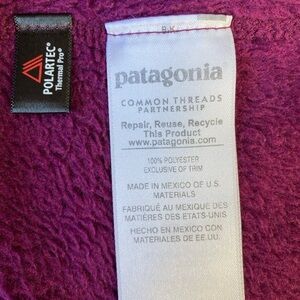 POLARTEC®
Thermal Pro®
patagonia
COMMON THREADS
PARTNERSHIP
Repair, Reuse, Recycle
This Product
www.patagonia.com
100% POLYESTER
EXCLUSIVE OF TRIM
MADE IN MEXICO OF U.S.
MATERIALS
FABRIQUÉ AU MEXIQUE DES
MATIÈRES DES ETATS-UNIS
HECHO EN MEXICO CON
MATERIALES DE EE.UU.